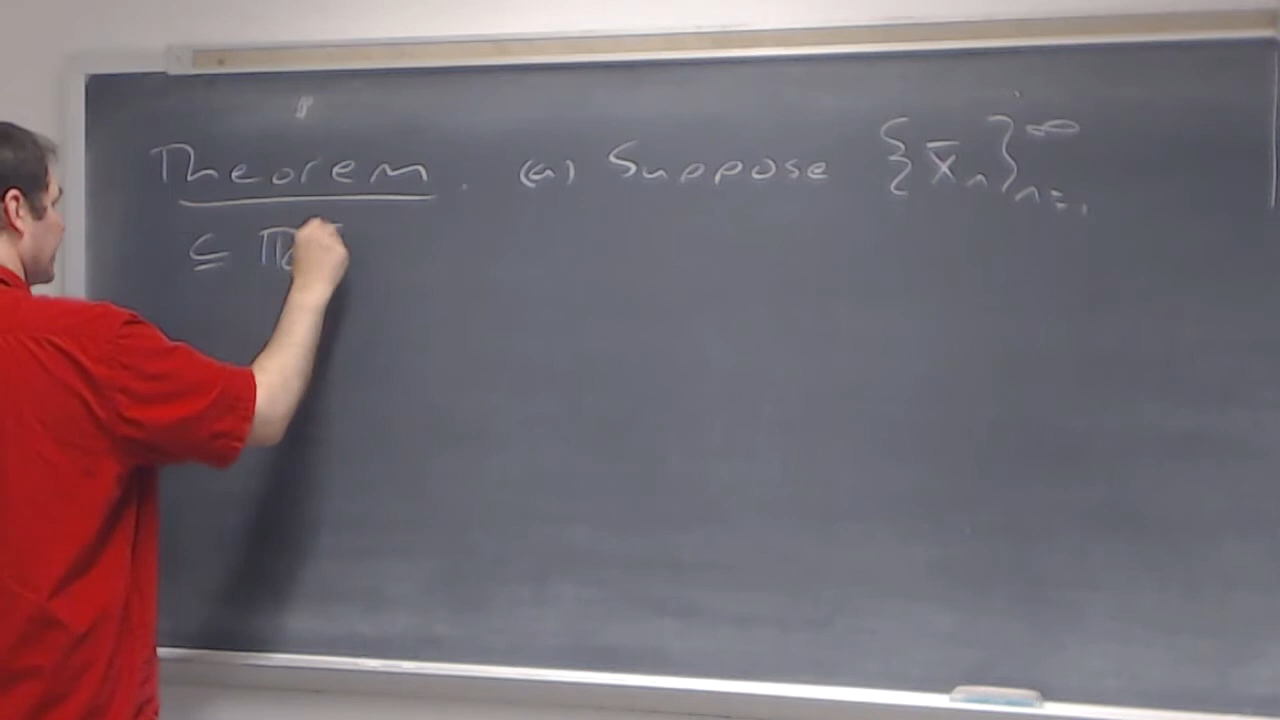 Theorem. (a) Suppose {x̄ₙ}ₙ₌₁^∞
⊆ ℝ